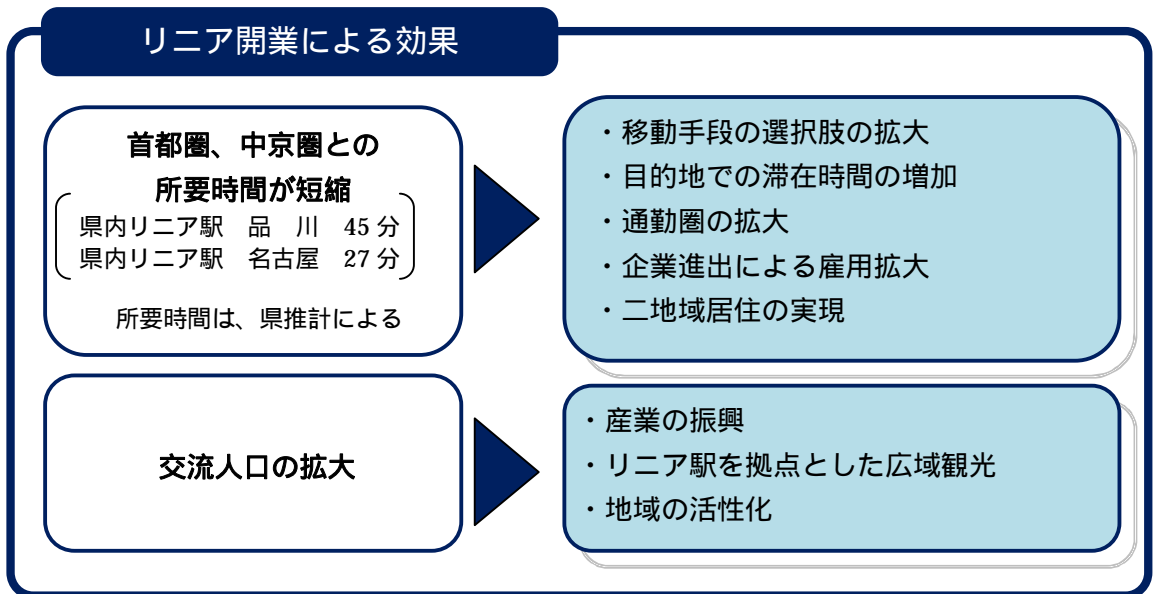 リニア開業による効果
首都圏、中京圏との
所要時間が短縮
県内リニア駅　品　川　45 分
県内リニア駅　名古屋　27 分
所要時間は、県推計による
・移動手段の選択肢の拡大
・目的地での滞在時間の増加
・通勤圏の拡大
・企業進出による雇用拡大
・二地域居住の実現
交流人口の拡大
・産業の振興
・リニア駅を拠点とした広域観光
・地域の活性化